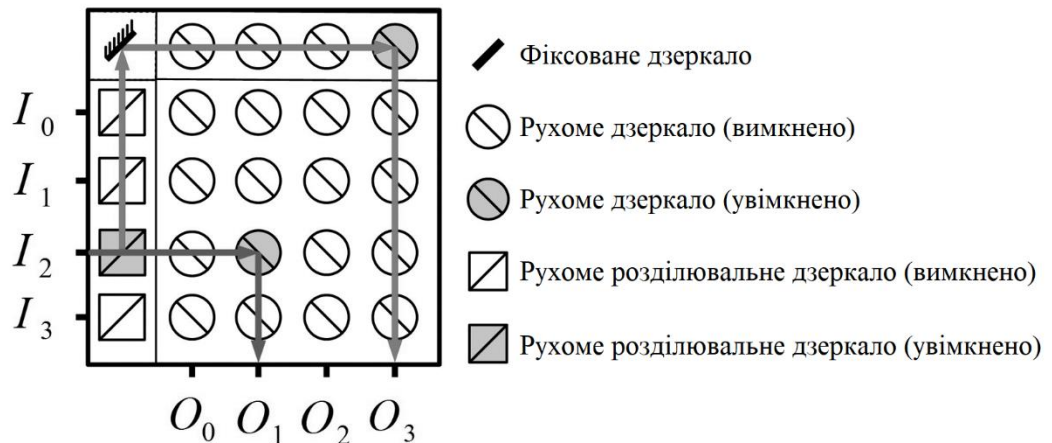 Фіксоване дзеркало
I0
Рухоме дзеркало (вимкнено)
I1
Рухоме дзеркало (увімкнено)
I2
Рухоме розділювальне дзеркало (вимкнено)
I3
Рухоме розділювальне дзеркало (увімкнено)
O0 O1 O2 O3